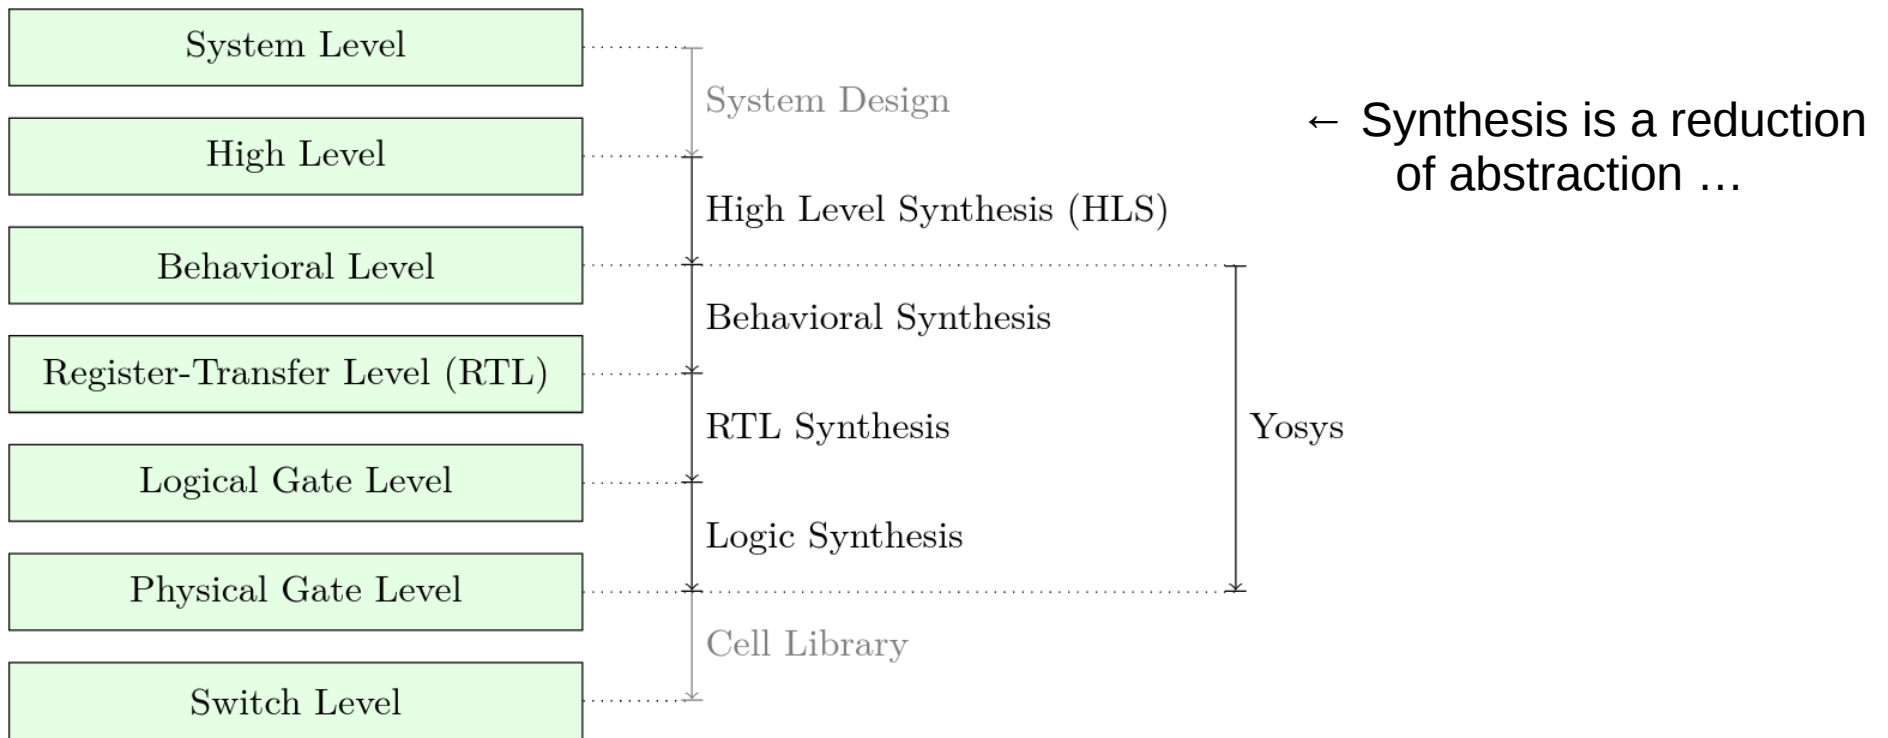 System Level
System Design
← Synthesis is a reduction
of abstraction …
High Level
High Level Synthesis (HLS)
Behavioral Level
Behavioral Synthesis
Register-Transfer Level (RTL)
RTL Synthesis
Yosys
Logical Gate Level
Logic Synthesis
Physical Gate Level
Cell Library
Switch Level